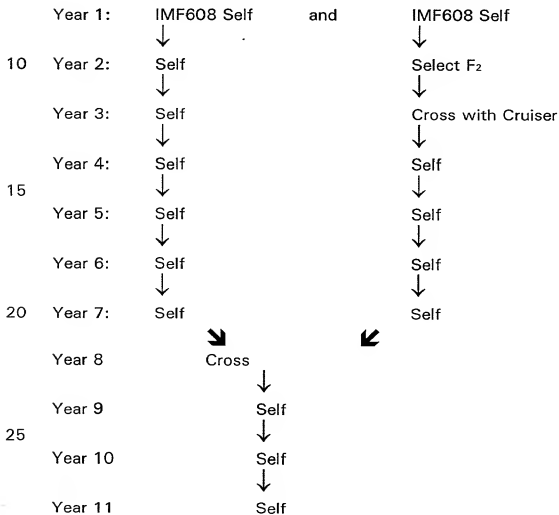 Year 1: IMF608 Self and IMF608 Self
10 Year 2: Self Select F₂
Year 3: Self Cross with Cruiser
Year 4: Self Self
15
Year 5: Self Self
Year 6: Self Self
20 Year 7: Self Self
Year 8 Cross
Year 9 Self
25
Year 10 Self
Year 11 Self